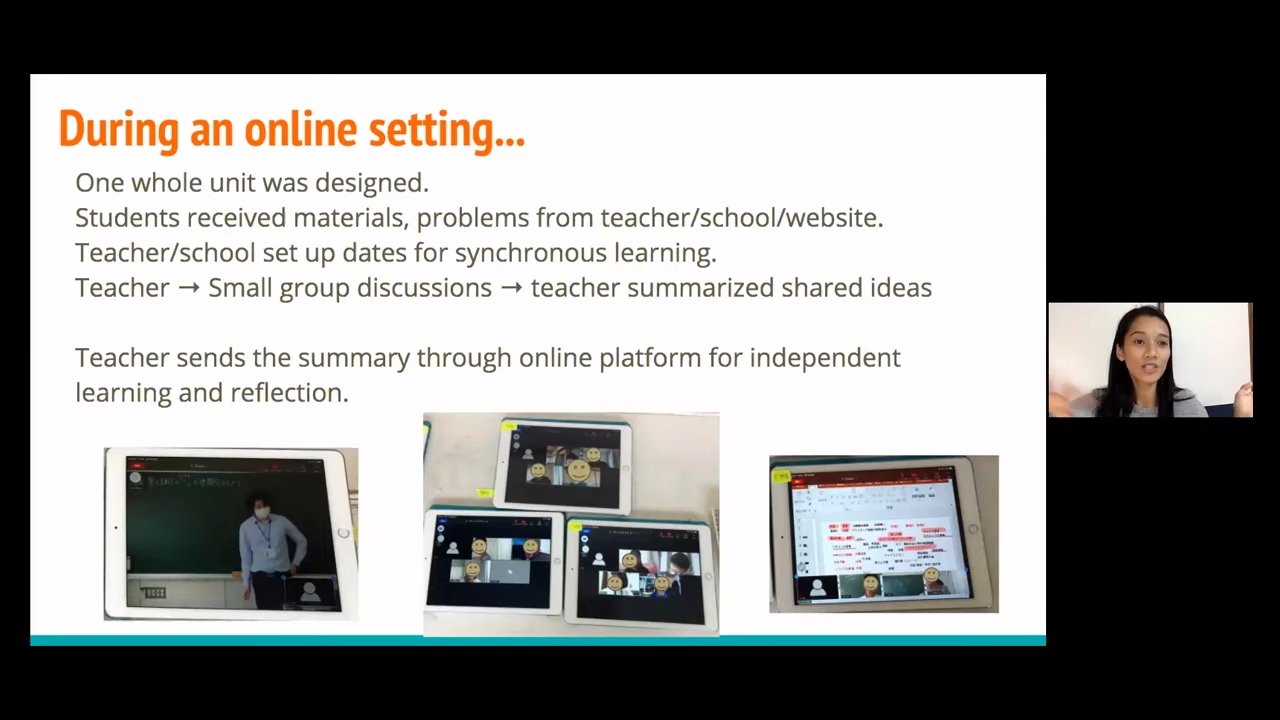 During an online setting...
One whole unit was designed.
Students received materials, problems from teacher/school/website.
Teacher/school set up dates for synchronous learning.
Teacher → Small group discussions → teacher summarized shared ideas
Teacher sends the summary through online platform for independent
learning and reflection.